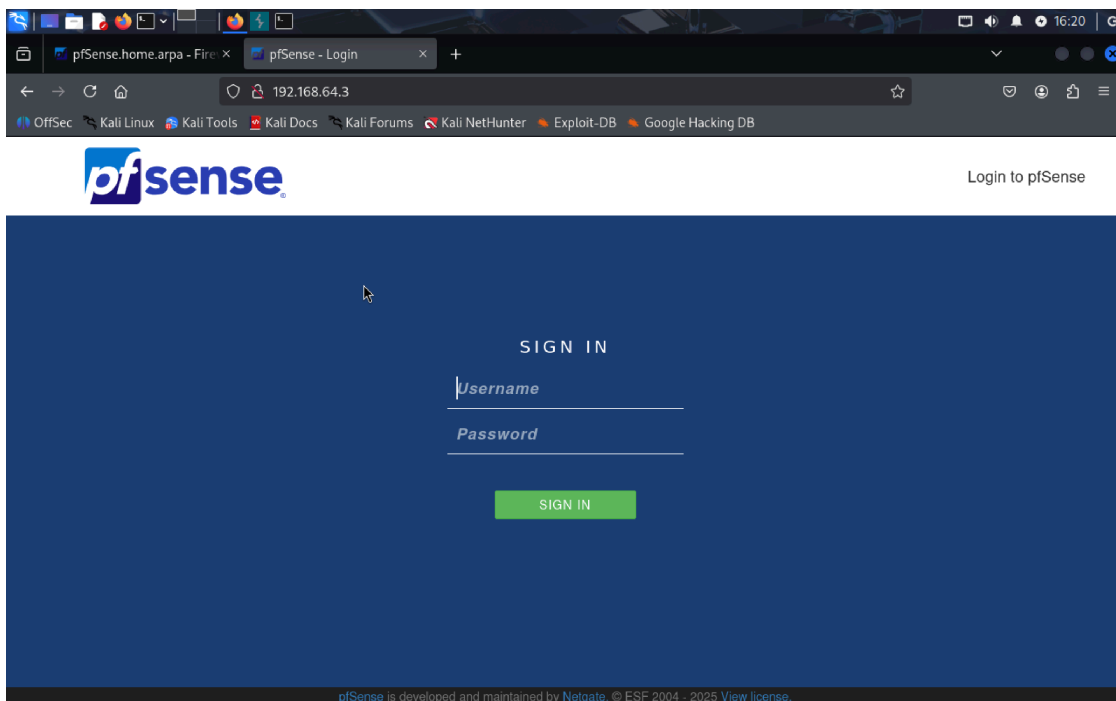 16:20
pfSense.home.arpa - Fire
pfSense - Login
192.168.64.3
OffSec Kali Linux Kali Tools Kali Docs Kali Forums Kali NetHunter Exploit-DB Google Hacking DB
pfsense
Login to pfSense
SIGN IN
Username
Password
SIGN IN
pfSense is developed and maintained by Netgate. © ESF 2004 - 2025 View license.